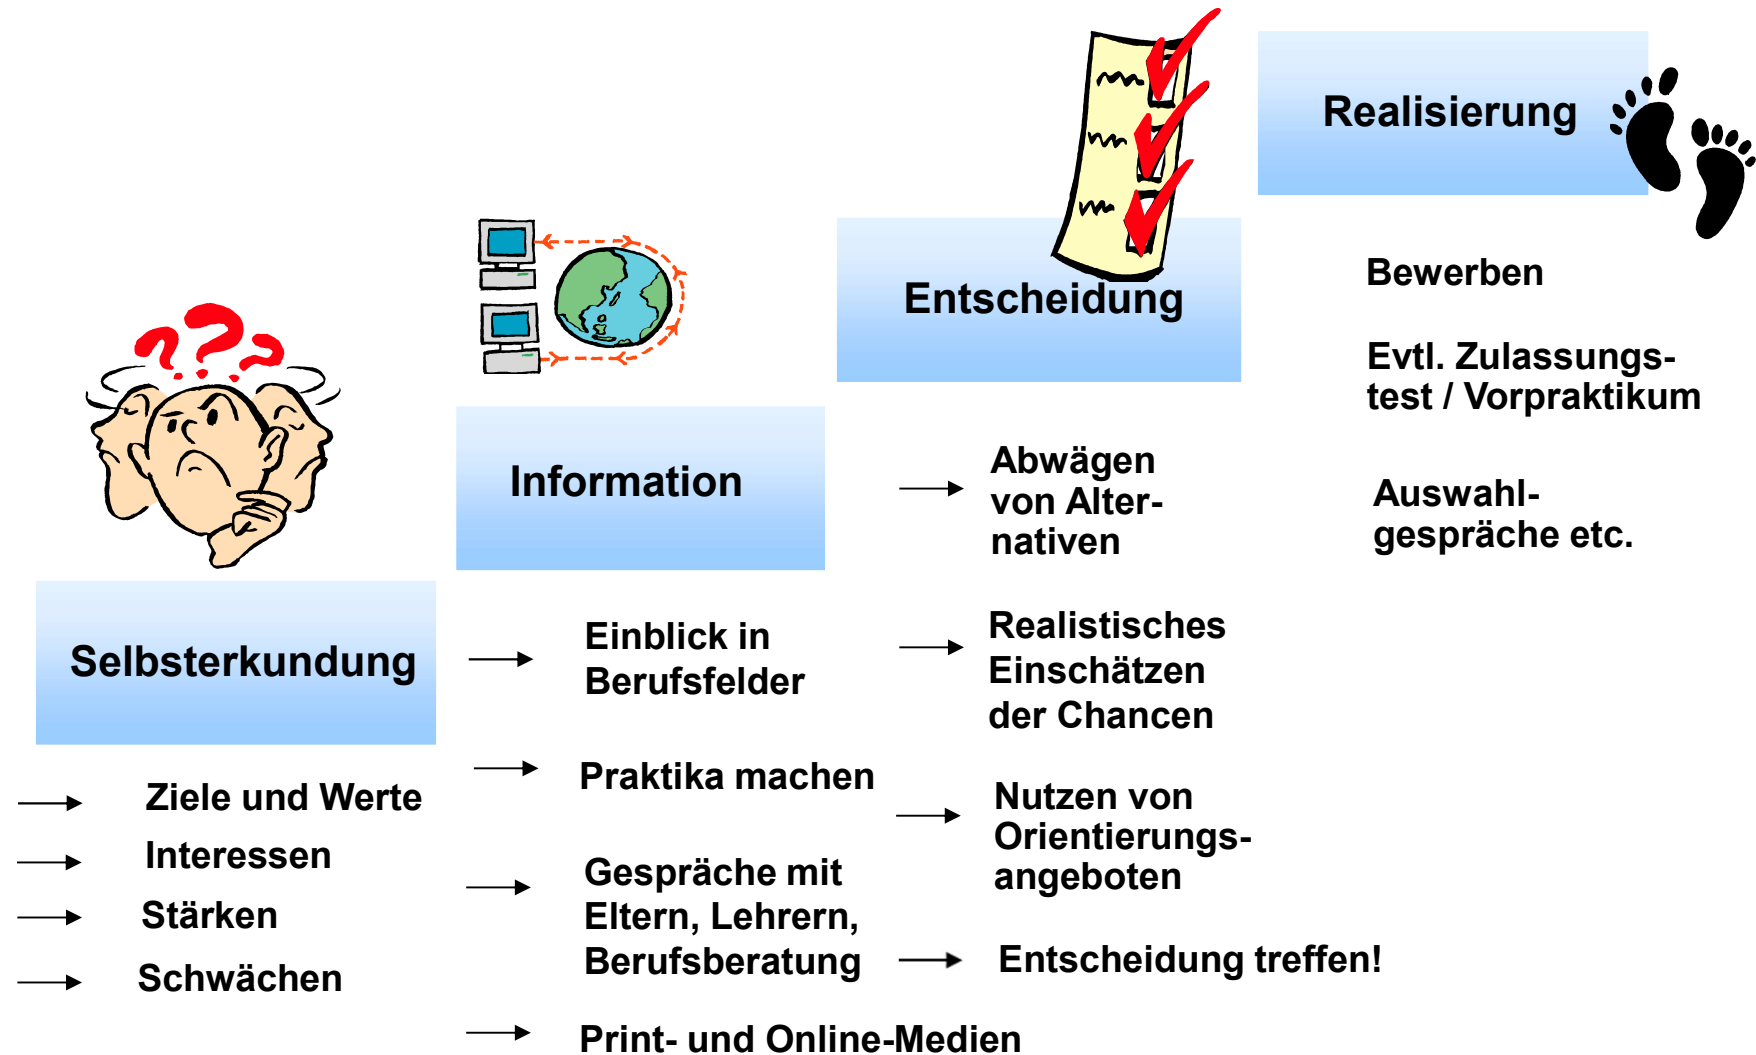 Selbsterkundung
Ziele und Werte
Interessen
Stärken
Schwächen
Information
Einblick in
Berufsfelder
Praktika machen
Gespräche mit
Eltern, Lehrern,
Berufsberatung
Print- und Online-Medien
Entscheidung
Abwägen
von Alter-
nativen
Realistisches
Einschätzen
der Chancen
Nutzen von
Orientierungs-
angeboten
Entscheidung treffen!
Realisierung
Bewerben
Evtl. Zulassungs-
test / Vorpraktikum
Auswahl-
gespräche etc.